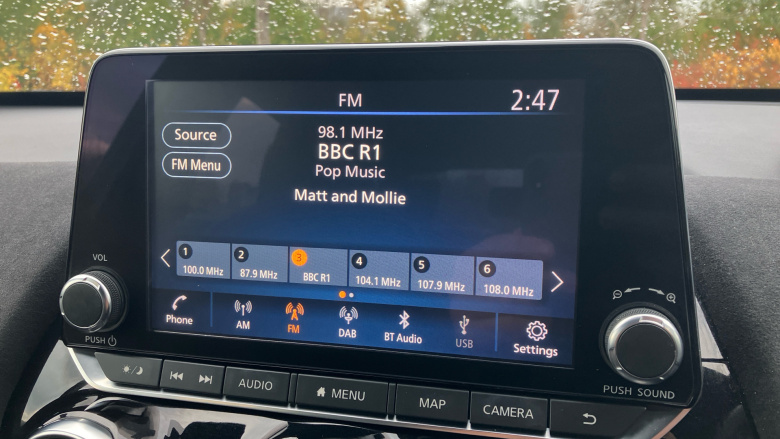 FM
2:47
Source
98.1 MHz
BBC R1
FM Menu
Pop Music
Matt and Mollie
1
100.0 MHz
2
87.9 MHz
3
BBC R1
4
104.1 MHz
5
107.9 MHz
6
108.0 MHz
Phone
AM
FM
DAB
BT Audio
USB
Settings
VOL
PUSH
PUSH SOUND
AUDIO
MENU
MAP
CAMERA